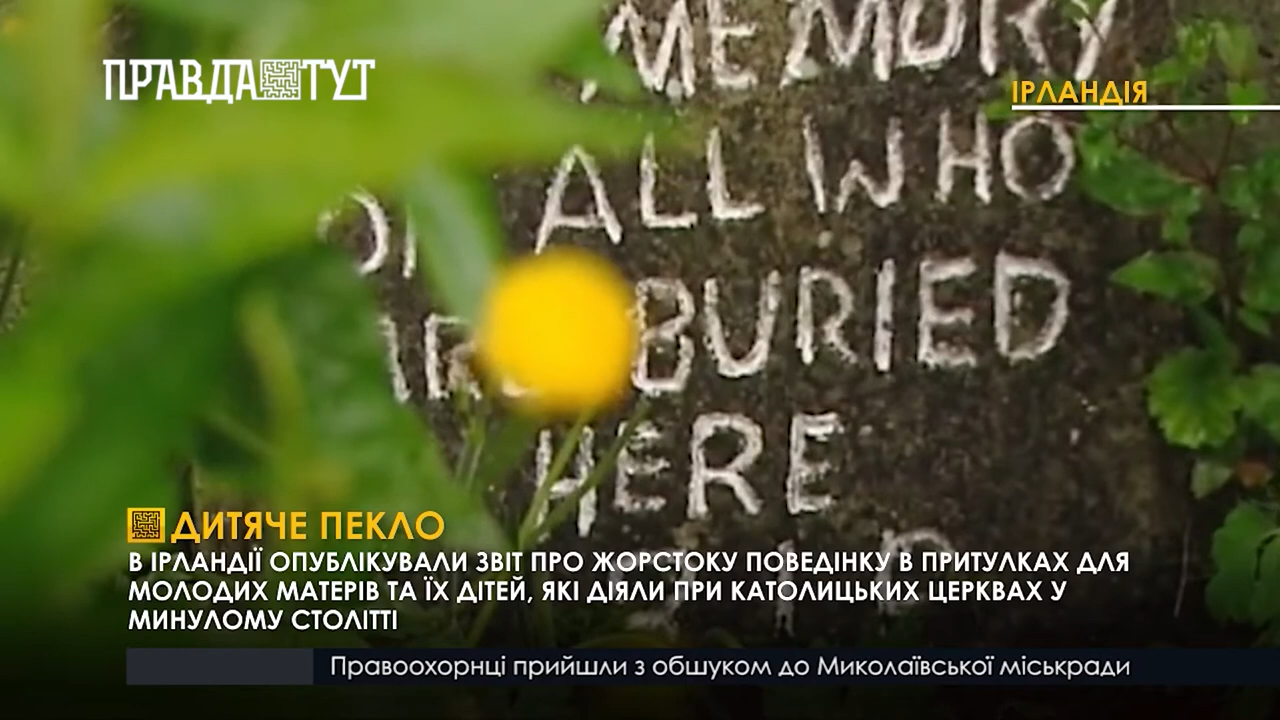 ПРАВДА ТУТ
ІРЛАНДІЯ
MEMORY
OF ALL WHO
BURIED
HERE
ДИТЯЧЕ ПЕКЛО
В ІРЛАНДІЇ ОПУБЛІКУВАЛИ ЗВІТ ПРО ЖОРСТОКУ ПОВЕДІНКУ В ПРИТУЛКАХ ДЛЯ
МОЛОДИХ МАТЕРІВ ТА ЇХ ДІТЕЙ, ЯКІ ДІЯЛИ ПРИ КАТОЛИЦЬКИХ ЦЕРКВАХ У
МИНУЛОМУ СТОЛІТТІ
Правоохорнці прийшли з обшуком до Миколаївської міськради